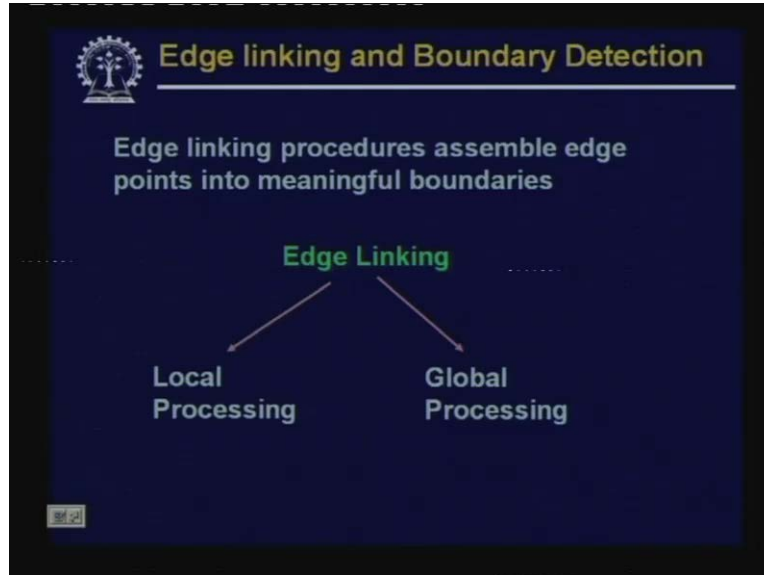 Edge linking and Boundary Detection
Edge linking procedures assemble edge
points into meaningful boundaries
Edge Linking
Local
Processing
Global
Processing